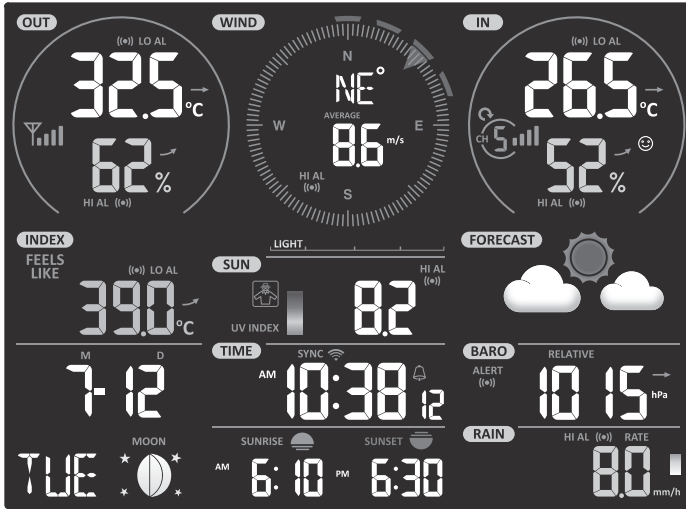 OUT
LO AL
32.5 °C
62 %
HI AL
WIND
N
NE°
W
AVERAGE
E
8.6 m/s
HI AL
S
IN
LO AL
26.5 °C
CH 5
52 %
HI AL
INDEX
FEELS
LIKE
LO AL
39.0 °C
LIGHT
SUN
HI AL
UV INDEX
8.2
FORECAST
M D
7-12
TUE
MOON
TIME
SYNC
AM 10:38 12
SUNRISE
AM 6:10
SUNSET
PM 6:30
BARO
RELATIVE
ALERT
1015 hPa
RAIN
HI AL RATE
8.0 mm/h